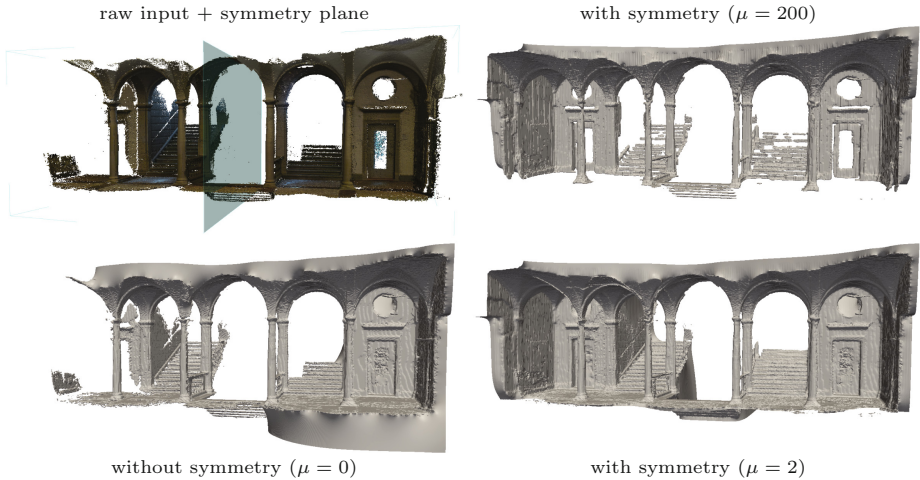 raw input + symmetry plane
with symmetry (μ = 200)
without symmetry (μ = 0)
with symmetry (μ = 2)